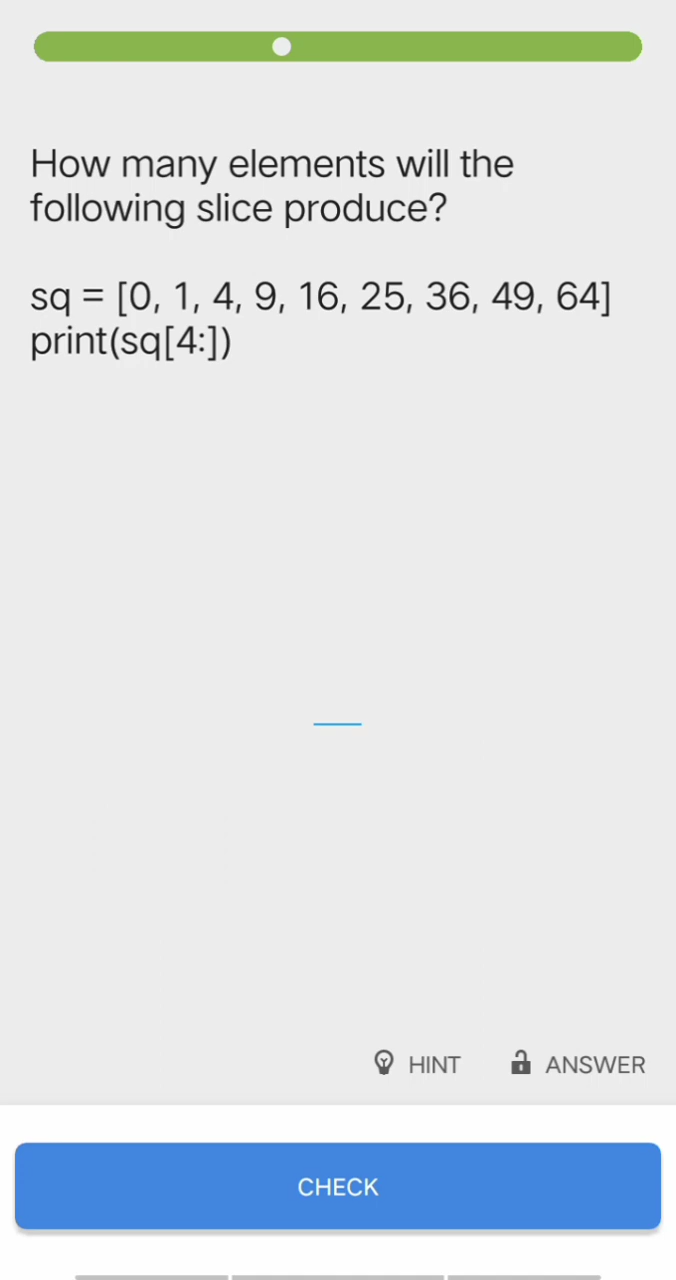 How many elements will the
following slice produce?
sq = [0, 1, 4, 9, 16, 25, 36, 49, 64]
print(sq[4:])
HINT
ANSWER
CHECK